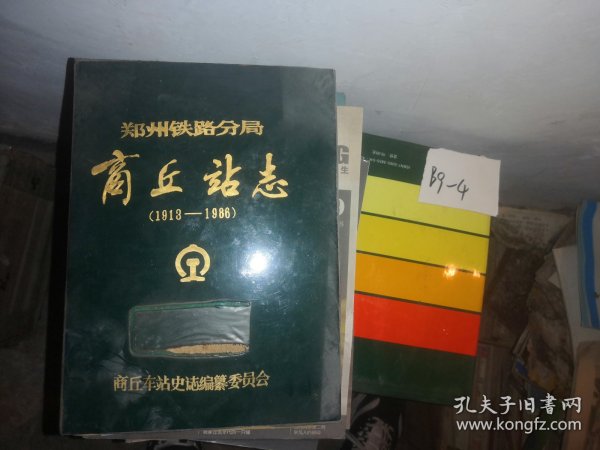 郑州铁路分局
商丘站志
(1913—1986)
商丘车站史志编纂委员会
G
生
B9-4
孔夫子旧书网
www.kongfz.com